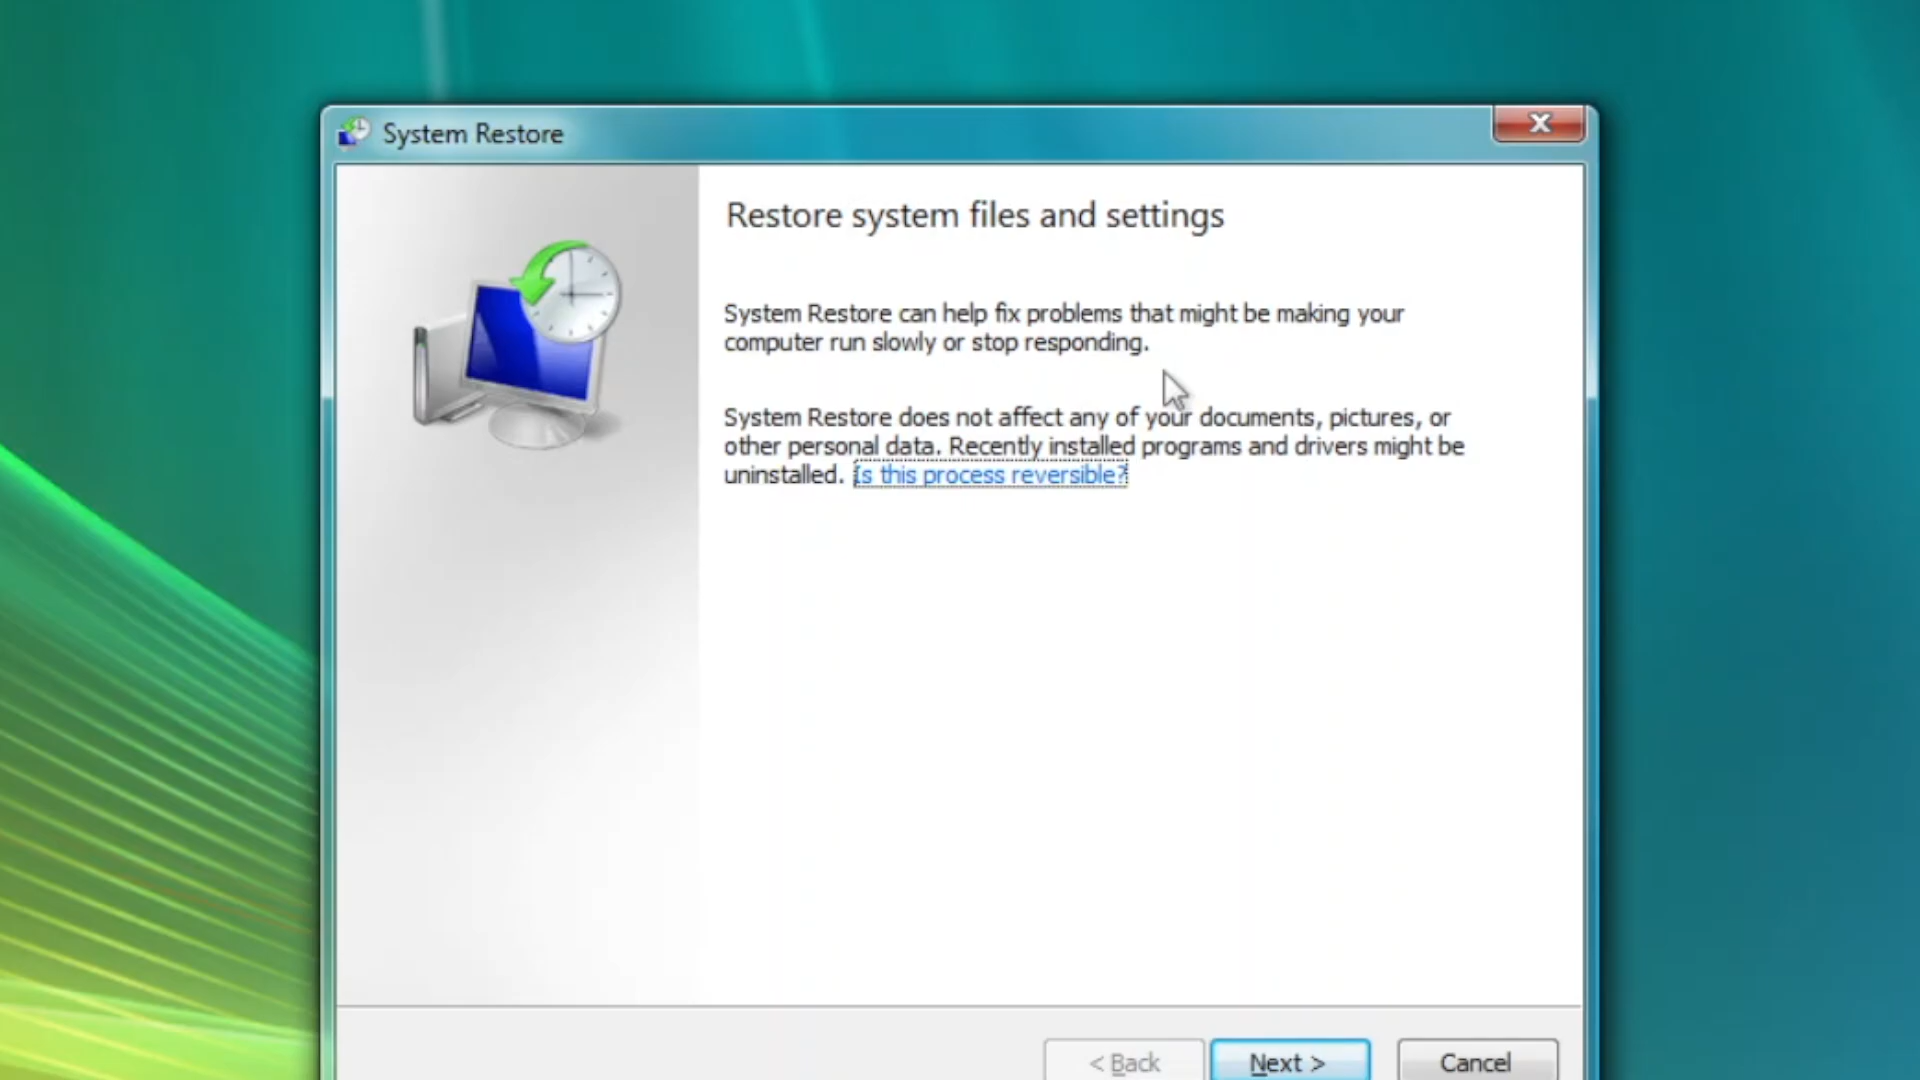 System Restore
Restore system files and settings
System Restore can help fix problems that might be making your
computer run slowly or stop responding.
System Restore does not affect any of your documents, pictures, or
other personal data. Recently installed programs and drivers might be
uninstalled. Is this process reversible?
< Back
Next >
Cancel